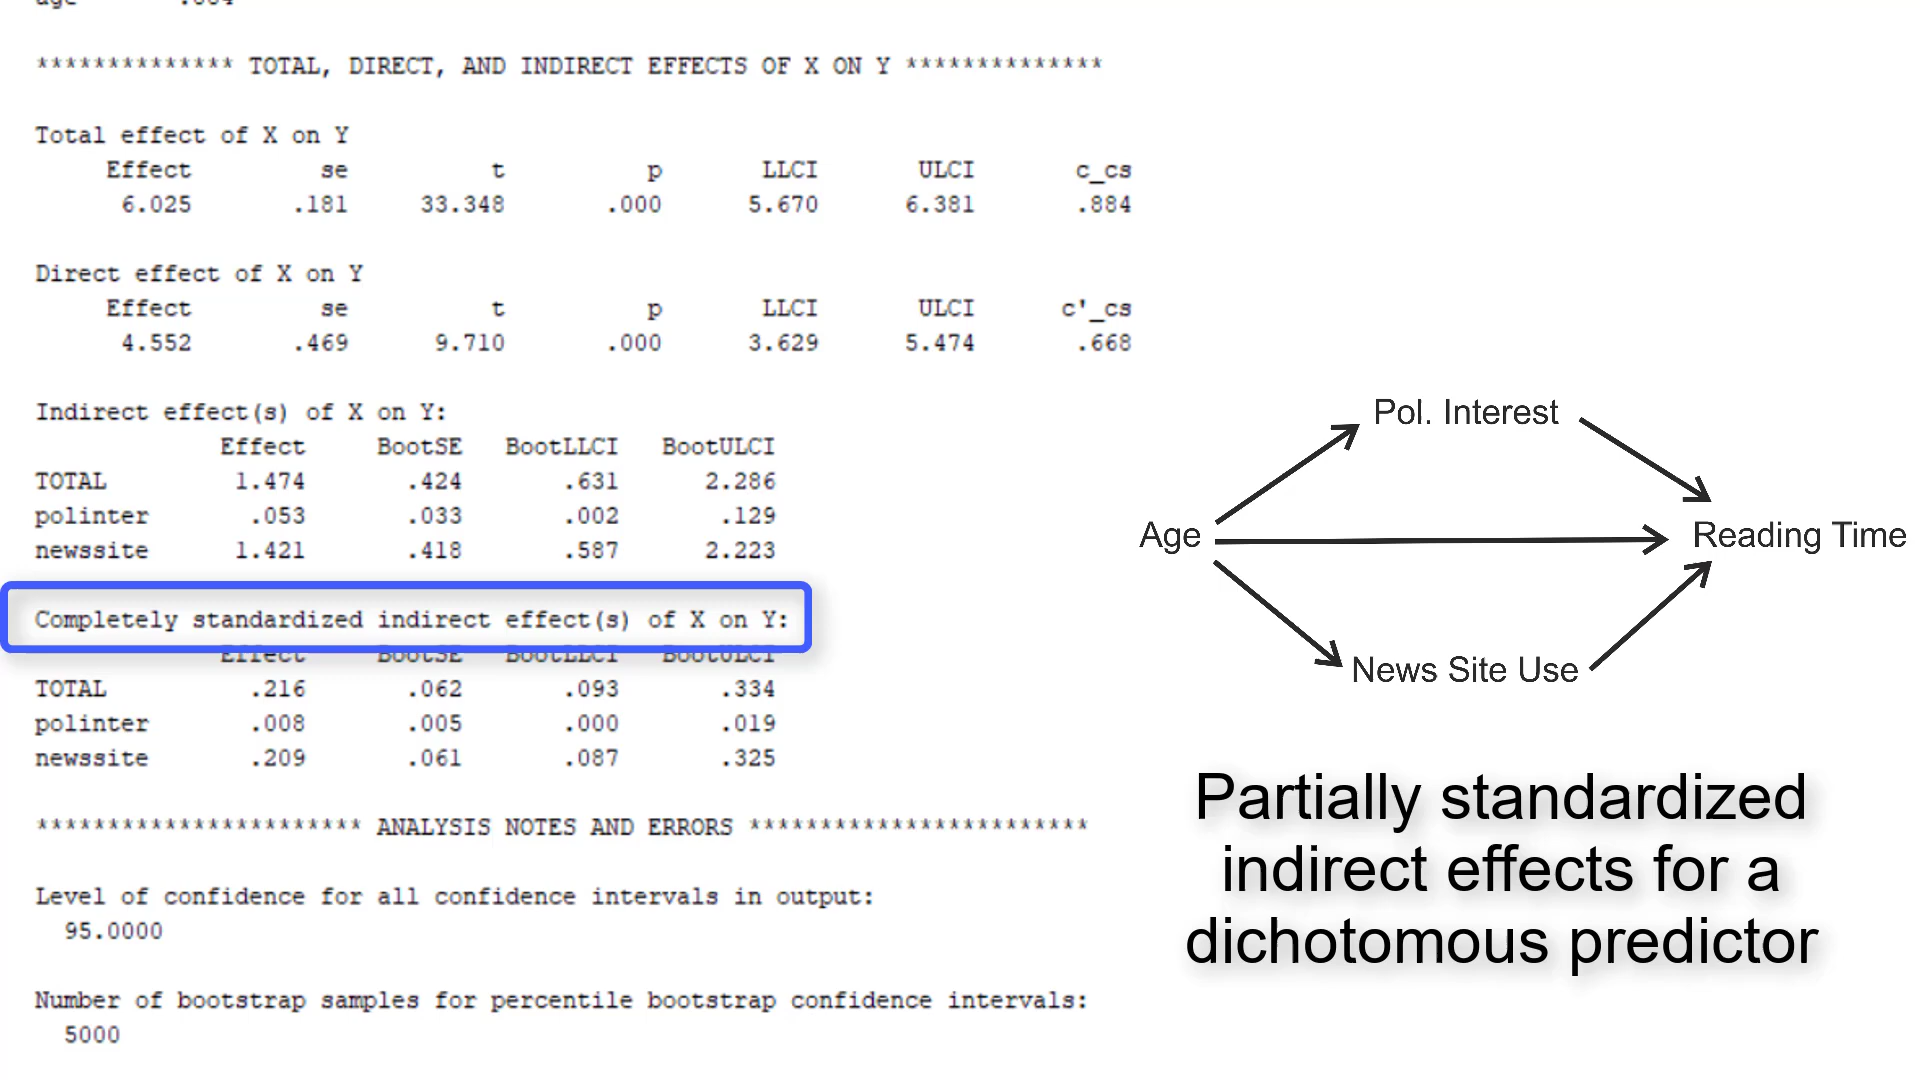 ************** TOTAL, DIRECT, AND INDIRECT EFFECTS OF X ON Y **************
Total effect of X on Y
Effect se t p LLCI ULCI c_cs
6.025 .181 33.348 .000 5.670 6.381 .884
Direct effect of X on Y
Effect se t p LLCI ULCI c'_cs
4.552 .469 9.710 .000 3.629 5.474 .668
Indirect effect(s) of X on Y:
Effect BootSE BootLLCI BootULCI
TOTAL 1.474 .424 .631 2.286
polinter .053 .033 .002 .129
newssite 1.421 .418 .587 2.223
Completely standardized indirect effect(s) of X on Y:
Effect BootSE BootLLCI BootULCI
TOTAL .216 .062 .093 .334
polinter .008 .005 .000 .019
newssite .209 .061 .087 .325
*********************** ANALYSIS NOTES AND ERRORS ************************
Level of confidence for all confidence intervals in output:
95.0000
Number of bootstrap samples for percentile bootstrap confidence intervals:
5000
Pol. Interest
Age
Reading Time
News Site Use
Partially standardized
indirect effects for a
dichotomous predictor